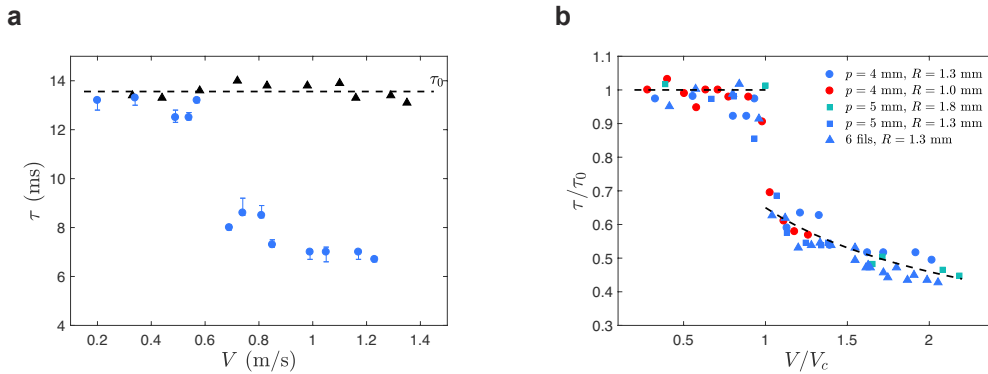 a
14
12
10
8
6
4
τ (ms)
τ₀
0.2 0.4 0.6 0.8 1 1.2 1.4
V (m/s)
b
1.1
1
0.9
0.8
0.7
0.6
0.5
0.4
0.3
τ/τ₀
p = 4 mm, R = 1.3 mm
p = 4 mm, R = 1.0 mm
p = 5 mm, R = 1.8 mm
p = 5 mm, R = 1.3 mm
6 fils, R = 1.3 mm
0.5 1 1.5 2
V/V_c